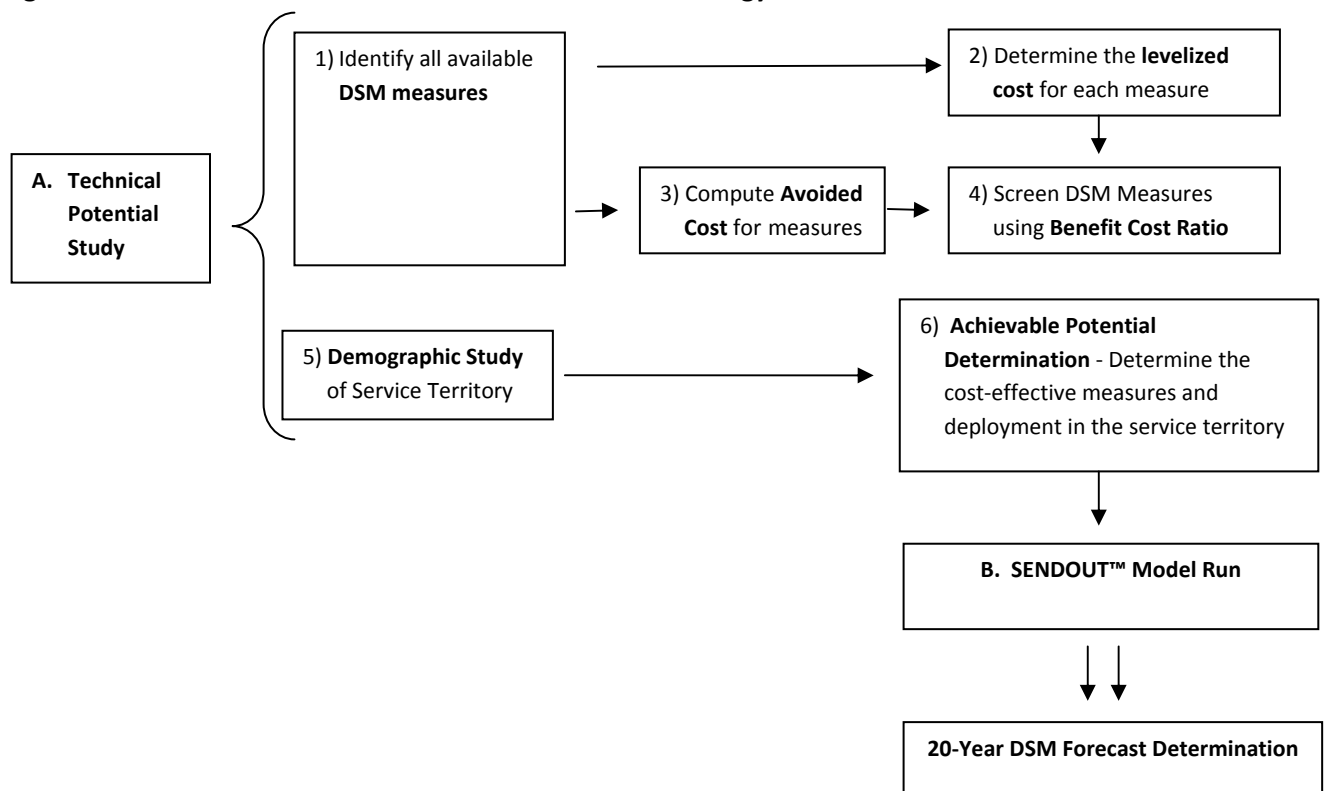 A. Technical
Potential
Study
1) Identify all available
DSM measures
2) Determine the levelized
cost for each measure
3) Compute Avoided
Cost for measures
4) Screen DSM Measures
using Benefit Cost Ratio
5) Demographic Study
of Service Territory
6) Achievable Potential
Determination - Determine the
cost-effective measures and
deployment in the service territory
B. SENDOUT™ Model Run
20-Year DSM Forecast Determination